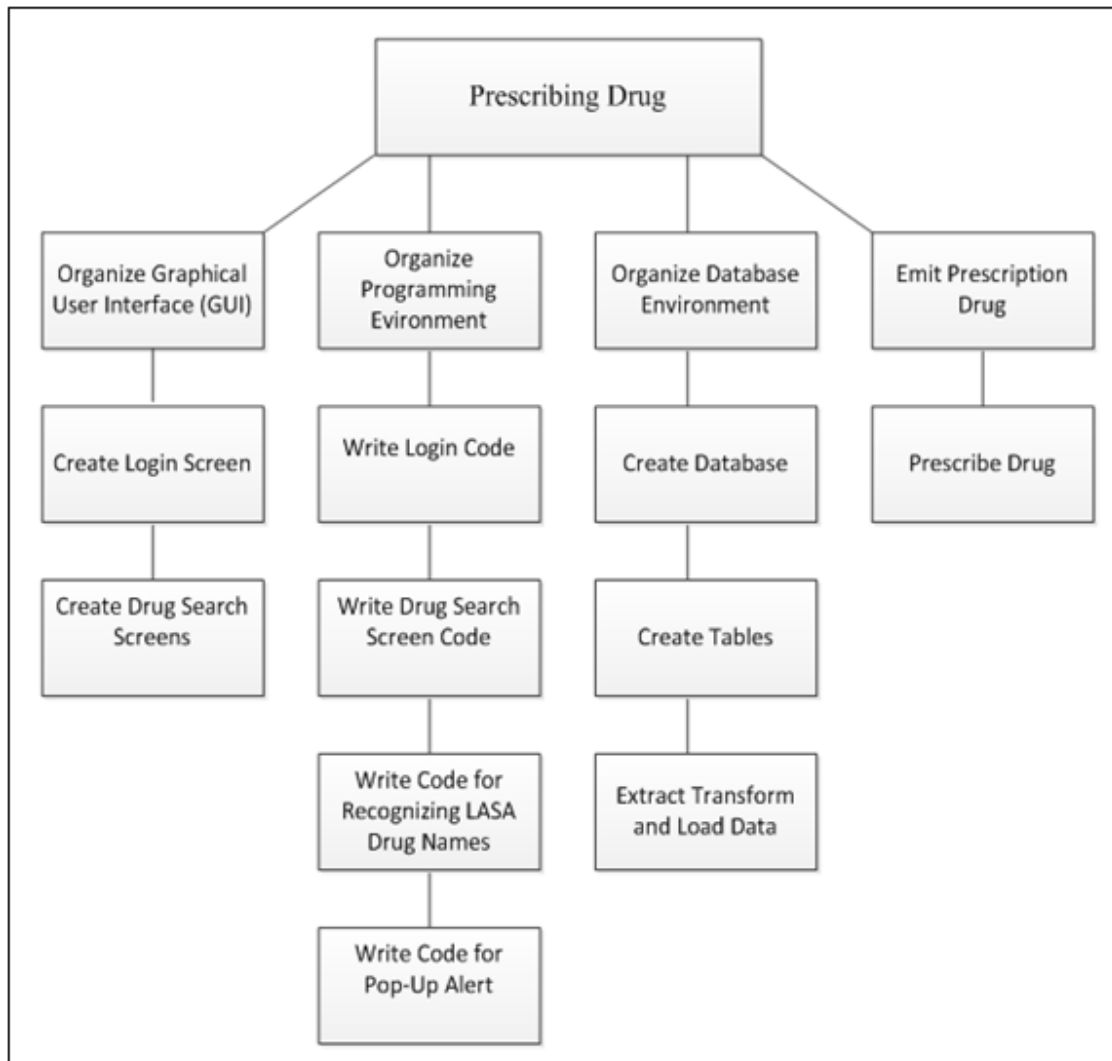 Prescribing Drug
Organize Graphical
User Interface (GUI)
Organize
Programming
Evironment
Organize Database
Environment
Emit Prescription
Drug
Create Login Screen
Write Login Code
Create Database
Prescribe Drug
Create Drug Search
Screens
Write Drug Search
Screen Code
Create Tables
Write Code for
Recognizing LASA
Drug Names
Extract Transform
and Load Data
Write Code for
Pop-Up Alert